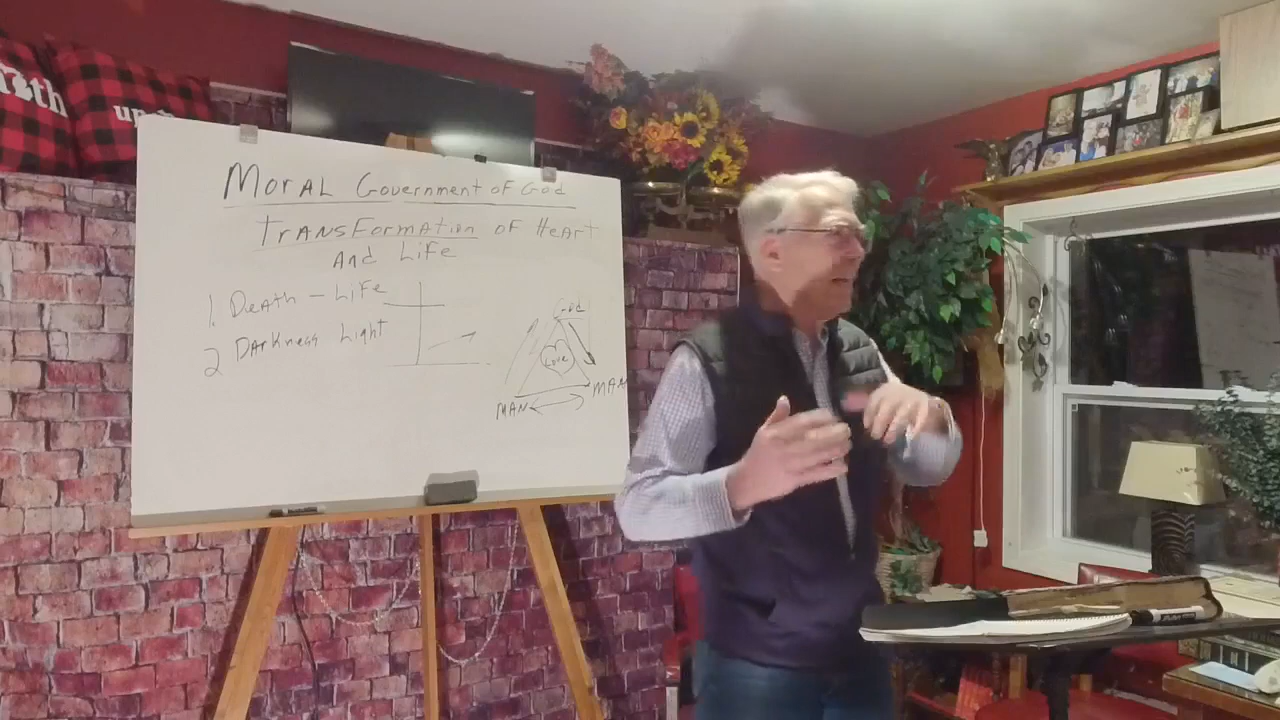 Moral Government of God
Transformation of Heart
And Life
1. Death - Life
2 Darkness Light
God
Love
MAN
MAN
up